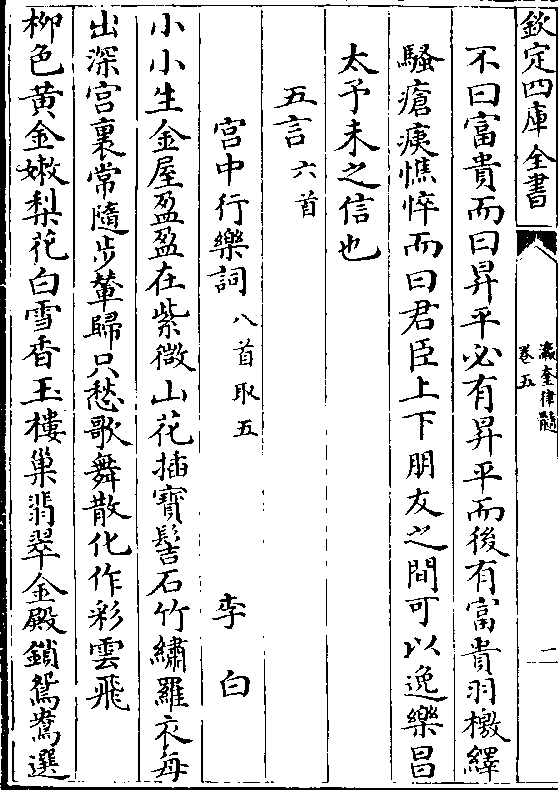 欽定四庫全書
瀛奎律髓
卷五
一
不曰富貴而曰昇平必有昇平而後有富貴羽檄繹
騷瘡痍憔悴而曰君臣上下朋友之間可以逸樂昌
太予未之信也
五言六首
宮中行樂詞八首取五 李白
小小生金屋盈盈在紫微山花插寶髻石竹繡羅衣每
出深宮裏常隨步輦歸只愁歌舞散化作彩雲飛
柳色黃金嫩梨花白雪香玉樓巢翡翠金殿鎖鴛鴦選